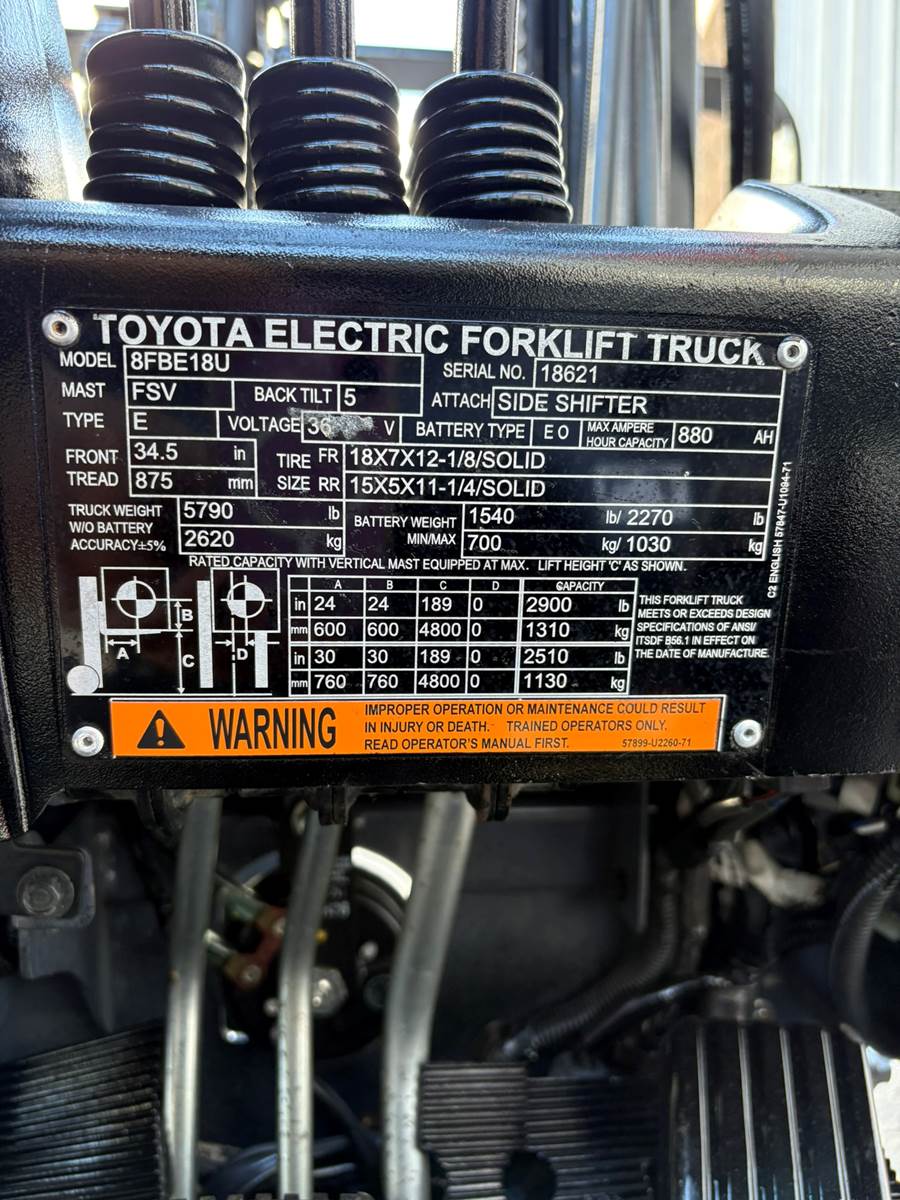 TOYOTA ELECTRIC FORKLIFT TRUCK
MODEL 8FBE18U SERIAL NO. 18621
MAST FSV BACK TILT 5 ATTACH SIDE SHIFTER
TYPE E VOLTAGE 36 V BATTERY TYPE E O MAX AMPERE HOUR CAPACITY 880 AH
FRONT TREAD 34.5 in TIRE SIZE FR 18X7X12-1/8/SOLID
875 mm RR 15X5X11-1/4/SOLID
TRUCK WEIGHT W/O BATTERY ACCURACY±5% 5790 lb BATTERY WEIGHT MIN/MAX 1540 lb/ 2270 lb
2620 kg 700 kg/ 1030 kg
RATED CAPACITY WITH VERTICAL MAST EQUIPPED AT MAX. LIFT HEIGHT 'C' AS SHOWN.
A B C D CAPACITY
in 24 24 189 0 2900 lb
mm 600 600 4800 0 1310 kg
in 30 30 189 0 2510 lb
mm 760 760 4800 0 1130 kg
A B C D
THIS FORKLIFT TRUCK
MEETS OR EXCEEDS DESIGN
SPECIFICATIONS OF ANSI/
ITSDF B56.1 IN EFFECT ON
THE DATE OF MANUFACTURE.
C2 ENGLISH 57847-U1094-71
WARNING
IMPROPER OPERATION OR MAINTENANCE COULD RESULT
IN INJURY OR DEATH. TRAINED OPERATORS ONLY.
READ OPERATOR'S MANUAL FIRST. 57899-U2260-71